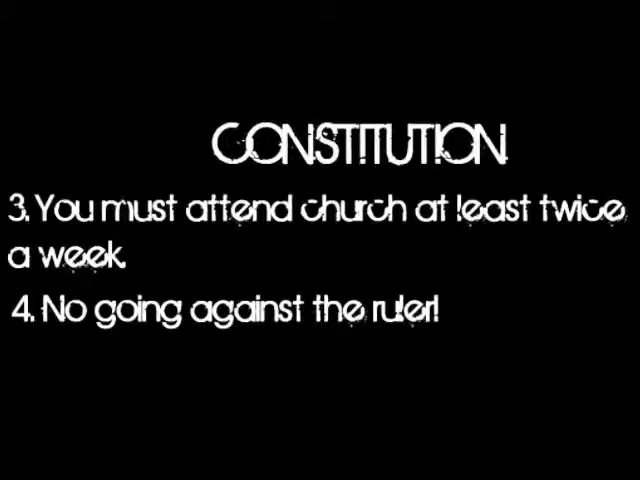 CONSTITUTION
3. You must attend church at least twice
a week.
4. No going against the ruler!